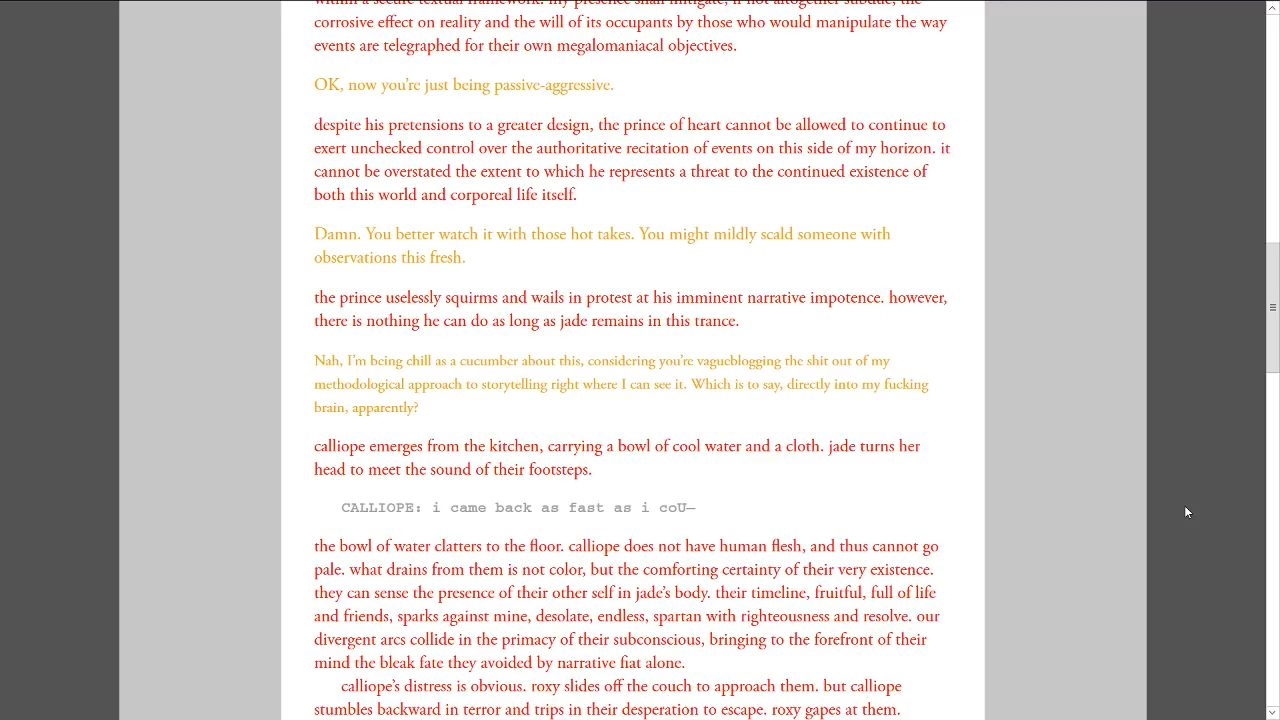 within a secure textual framework. my presence shall mitigate, if not altogether subdue, the
corrosive effect on reality and the will of its occupants by those who would manipulate the way
events are telegraphed for their own megalomaniacal objectives.
OK, now you're just being passive-aggressive.
despite his pretensions to a greater design, the prince of heart cannot be allowed to continue to
exert unchecked control over the authoritative recitation of events on this side of my horizon. it
cannot be overstated the extent to which he represents a threat to the continued existence of
both this world and corporeal life itself.
Damn. You better watch it with those hot takes. You might mildly scald someone with
observations this fresh.
the prince uselessly squirms and wails in protest at his imminent narrative impotence. however,
there is nothing he can do as long as jade remains in this trance.
Nah, I'm being chill as a cucumber about this, considering you're vagueblogging the shit out of my
methodological approach to storytelling right where I can see it. Which is to say, directly into my fucking
brain, apparently?
calliope emerges from the kitchen, carrying a bowl of cool water and a cloth. jade turns her
head to meet the sound of their footsteps.
CALLIOPE: i came back as fast as i coU—
the bowl of water clatters to the floor. calliope does not have human flesh, and thus cannot go
pale. what drains from them is not color, but the comforting certainty of their very existence.
they can sense the presence of their other self in jade's body. their timeline, fruitful, full of life
and friends, sparks against mine, desolate, endless, spartan with righteousness and resolve. our
divergent arcs collide in the primacy of their subconscious, bringing to the forefront of their
mind the bleak fate they avoided by narrative fiat alone.
calliope's distress is obvious. roxy slides off the couch to approach them. but calliope
stumbles backward in terror and trips in their desperation to escape. roxy gapes at them.